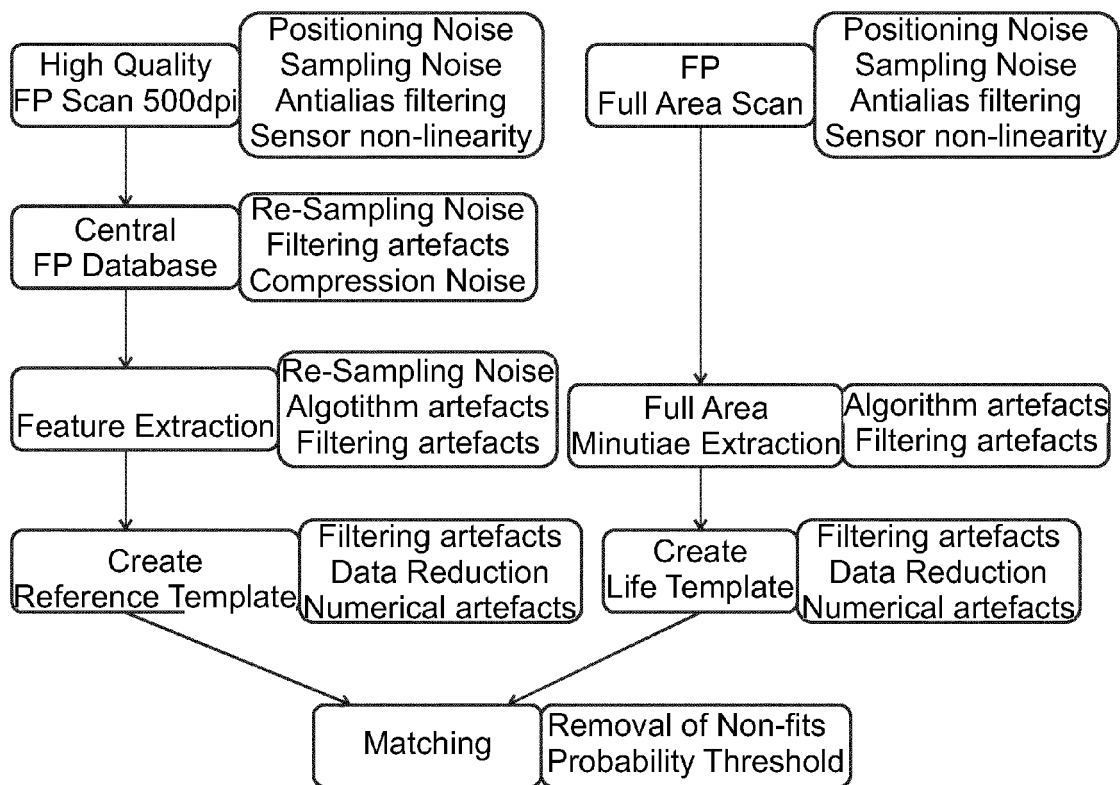 High Quality
FP Scan 500dpi
Positioning Noise
Sampling Noise
Antialias filtering
Sensor non-linearity
FP
Full Area Scan
Positioning Noise
Sampling Noise
Antialias filtering
Sensor non-linearity
Central
FP Database
Re-Sampling Noise
Filtering artefacts
Compression Noise
Feature Extraction
Re-Sampling Noise
Algotithm artefacts
Filtering artefacts
Full Area
Minutiae Extraction
Algorithm artefacts
Filtering artefacts
Create
Reference Template
Filtering artefacts
Data Reduction
Numerical artefacts
Create
Life Template
Filtering artefacts
Data Reduction
Numerical artefacts
Matching
Removal of Non-fits
Probability Threshold